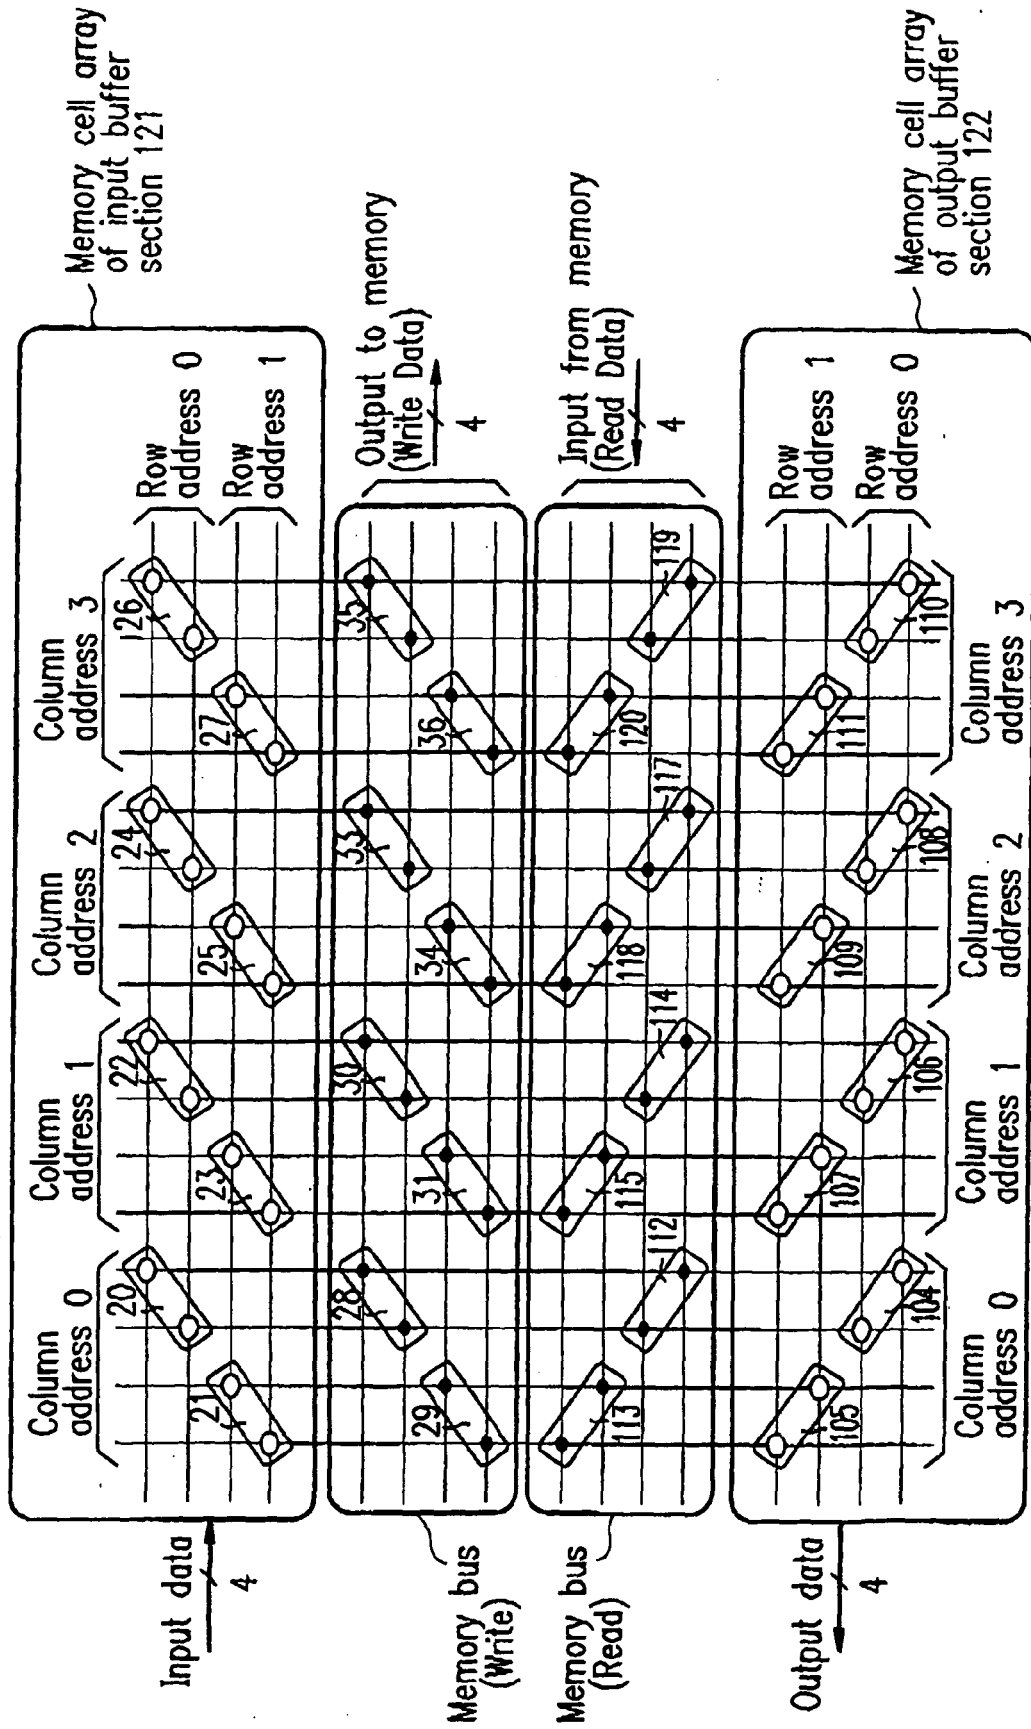 Memory cell array
of input buffer
section 121
Column
address 0
Column
address 1
Column
address 2
Column
address 3
20
22
24
26
21
23
25
27
Row
address 0
Row
address 1
Input data
4
Memory bus
(Write)
28
30
33
35
29
31
34
36
Output to memory
(Write Data)
4
Memory bus
(Read)
113
115
118
120
112
114
117
119
Input from memory
(Read Data)
4
Output data
4
105
107
109
111
104
106
108
110
Row
address 1
Row
address 0
Column
address 0
Column
address 1
Column
address 2
Column
address 3
Memory cell array
of output buffer
section 122